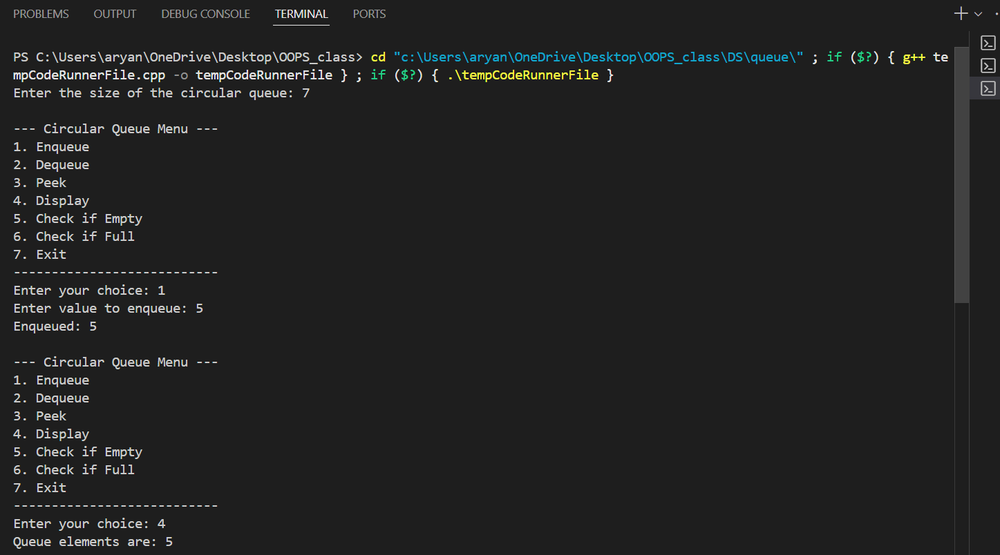 PROBLEMS OUTPUT DEBUG CONSOLE TERMINAL PORTS
PS C:\Users\aryan\OneDrive\Desktop\OOPS_class> cd "c:\Users\aryan\OneDrive\Desktop\OOPS_class\DS\queue\" ; if ($?) { g++ te
mpCodeRunnerFile.cpp -o tempCodeRunnerFile } ; if ($?) { .\tempCodeRunnerFile }
Enter the size of the circular queue: 7
--- Circular Queue Menu ---
1. Enqueue
2. Dequeue
3. Peek
4. Display
5. Check if Empty
6. Check if Full
7. Exit
---------------------------
Enter your choice: 1
Enter value to enqueue: 5
Enqueued: 5
--- Circular Queue Menu ---
1. Enqueue
2. Dequeue
3. Peek
4. Display
5. Check if Empty
6. Check if Full
7. Exit
---------------------------
Enter your choice: 4
Queue elements are: 5